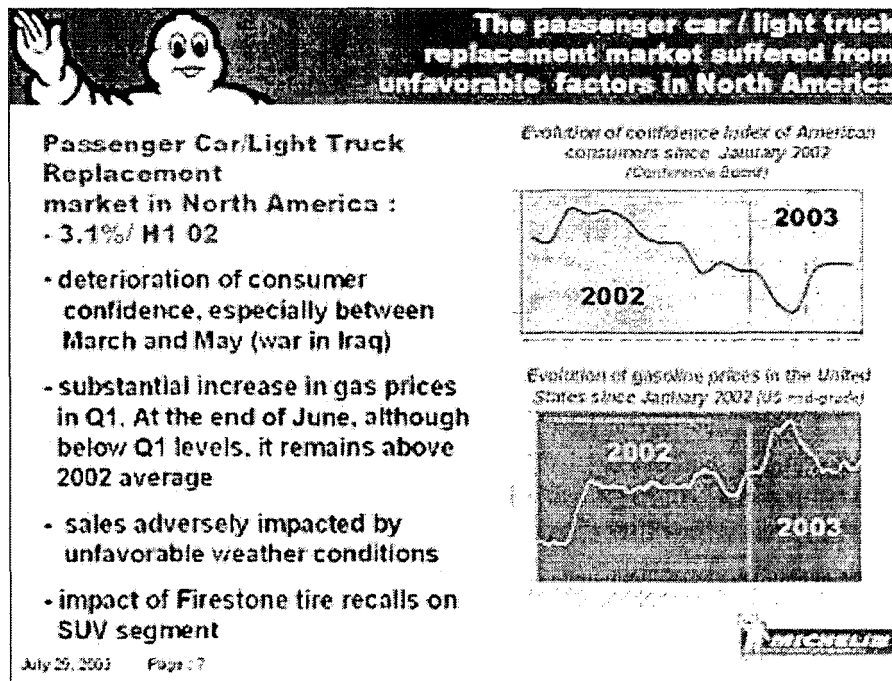 The passenger car / light truck
replacement market suffered from
unfavorable factors in North America
Passenger Car/Light Truck
Replacement
market in North America :
- 3.1%/ H1 02
- deterioration of consumer
confidence, especially between
March and May (war in Iraq)
- substantial increase in gas prices
in Q1. At the end of June, although
below Q1 levels, it remains above
2002 average
- sales adversely impacted by
unfavorable weather conditions
- impact of Firestone tire recalls on
SUV segment
Evolution of confidence Index of American
consumers since January 2002
(Conference Board)
2003
2002
Evolution of gasoline prices in the United
States since January 2002 (US mid-grade)
2002
2003
MICHELIN
July 29, 2003 Page : 7